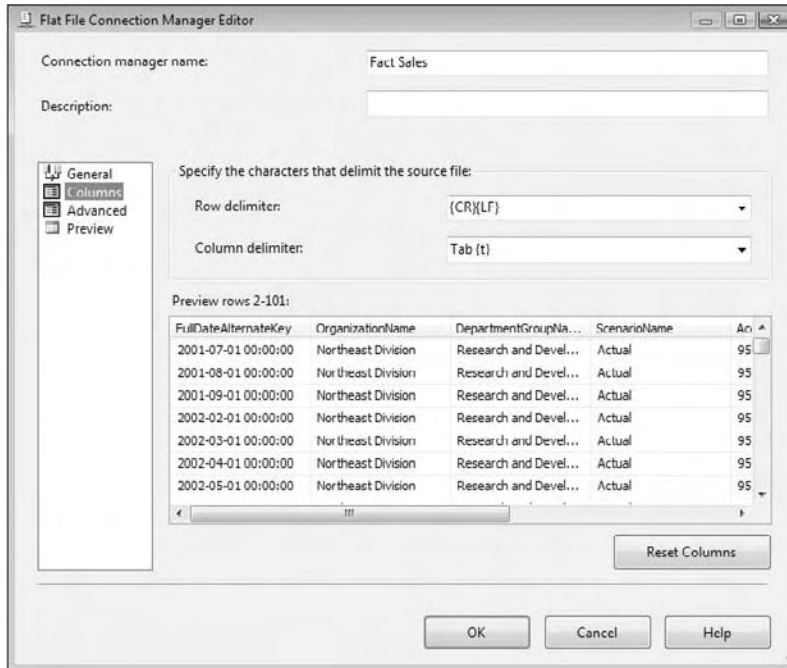 Flat File Connection Manager Editor
Connection manager name: Fact Sales
Description:
General
Columns
Advanced
Preview
Specify the characters that delimit the source file:
Row delimiter: {CR}{LF}
Column delimiter: Tab {t}
Preview rows 2-101:
FullDateAlternateKey OrganizationName DepartmentGroupNa... ScenarioName Acc
2001-07-01 00:00:00 Northeast Division Research and Devel... Actual 95
2001-08-01 00:00:00 Northeast Division Research and Devel... Actual 95
2001-09-01 00:00:00 Northeast Division Research and Devel... Actual 95
2002-02-01 00:00:00 Northeast Division Research and Devel... Actual 95
2002-03-01 00:00:00 Northeast Division Research and Devel... Actual 95
2002-04-01 00:00:00 Northeast Division Research and Devel... Actual 95
2002-05-01 00:00:00 Northeast Division Research and Devel... Actual 95
Reset Columns
OK Cancel Help